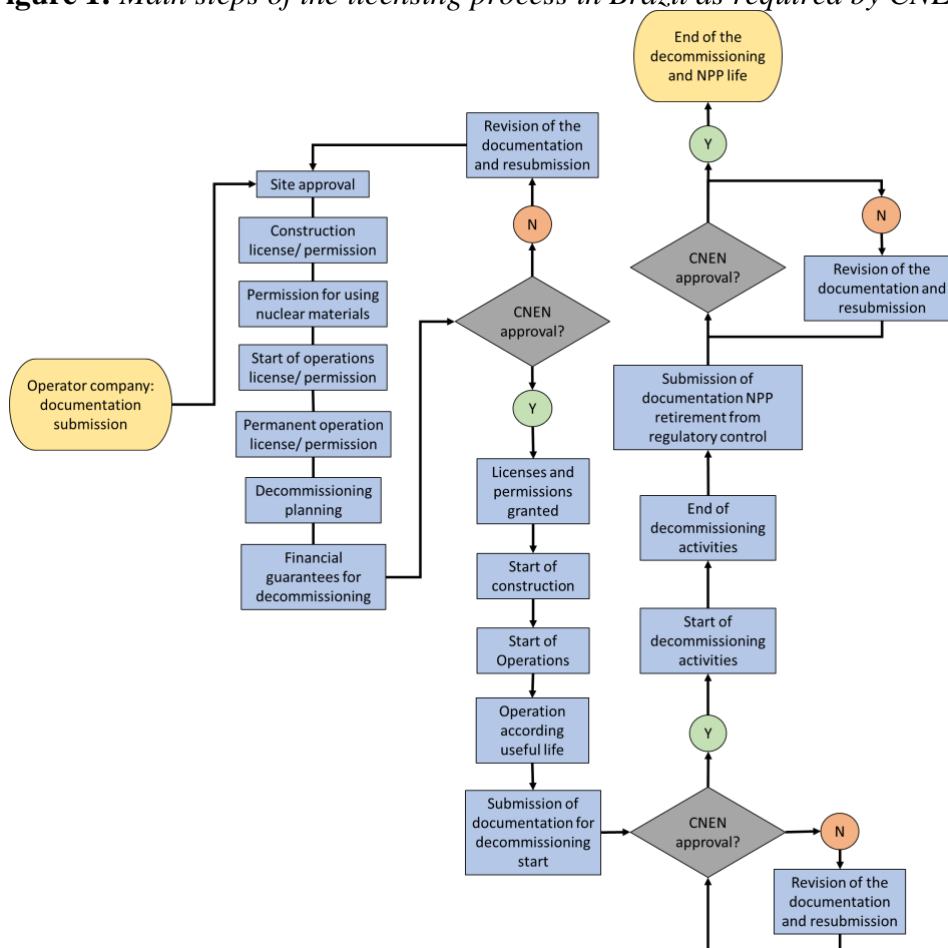 igure 1: Main steps of the licensing process in Brazil as required by CNE
Operator company:
documentation
submission
Site approval
Construction
license/ permission
Permission for using
nuclear materials
Start of operations
license/ permission
Permanent operation
license/ permission
Decommissioning
planning
Financial
guarantees for
decommissioning
Revision of the
documentation
and resubmission
N
CNEN
approval?
Y
Licenses and
permissions
granted
Start of
construction
Start of
Operations
Operation
according
useful life
Submission of
documentation for
decommissioning
start
CNEN
approval?
N
Revision of the
documentation
and resubmission
Y
Start of
decommissioning
activities
End of
decommissioning
activities
Submission of
documentation NPP
retirement from
regulatory control
CNEN
approval?
N
Revision of the
documentation and
resubmission
Y
End of the
decommissioning
and NPP life